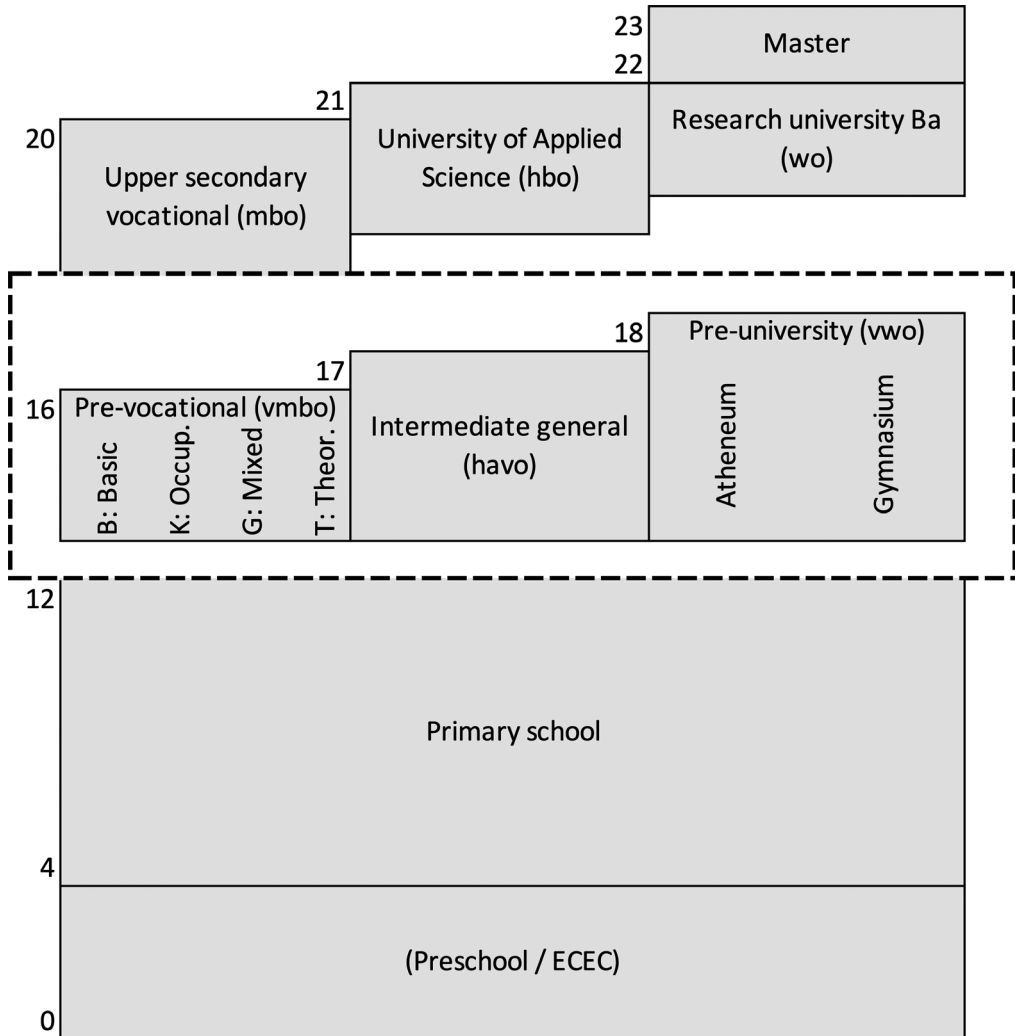 23
Master
22
21
Research university Ba
(wo)
20
University of Applied
Science (hbo)
Upper secondary
vocational (mbo)
18
Pre-university (vwo)
17
16
Pre-vocational (vmbo)
B: Basic
K: Occup.
G: Mixed
T: Theor.
Intermediate general
(havo)
Atheneum
Gymnasium
12
Primary school
4
(Preschool / ECEC)
0